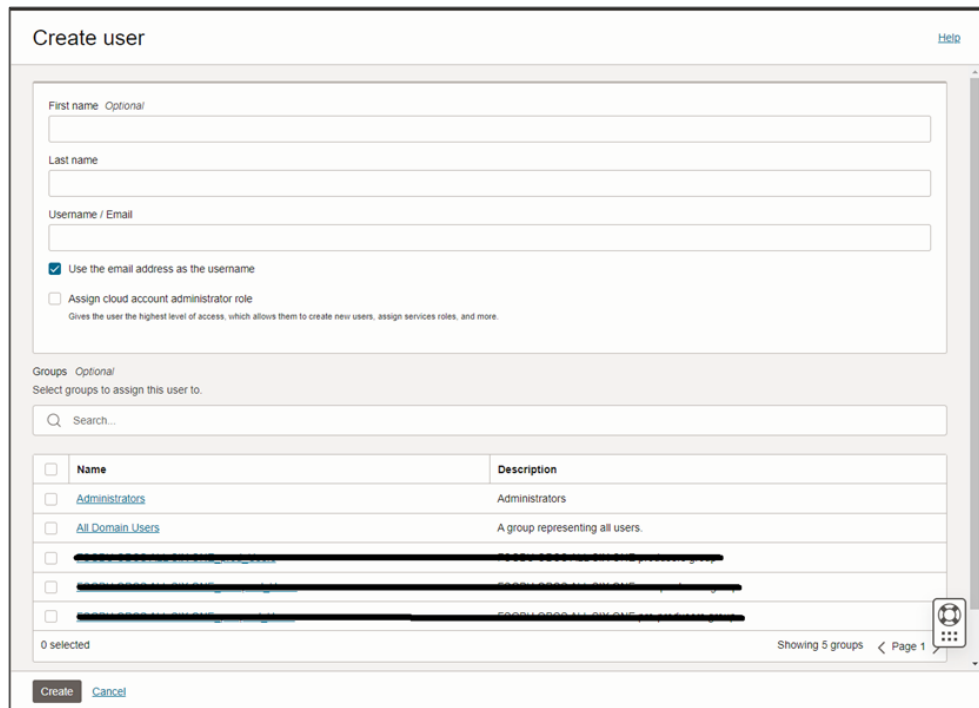 Create user
Help
First name Optional
Last name
Username / Email
Use the email address as the username
Assign cloud account administrator role
Gives the user the highest level of access, which allows them to create new users, assign services roles, and more.
Groups Optional
Select groups to assign this user to.
Search...
Name Description
Administrators Administrators
All Domain Users A group representing all users.
0 selected Showing 5 groups Page 1
Create Cancel